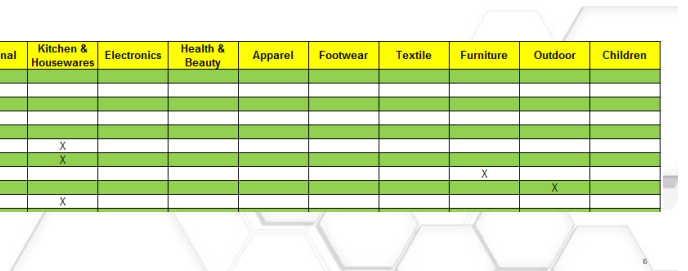 nal Kitchen & Housewares Electronics Health & Beauty Apparel Footwear Textile Furniture Outdoor Children
X
X
X
X
X
6